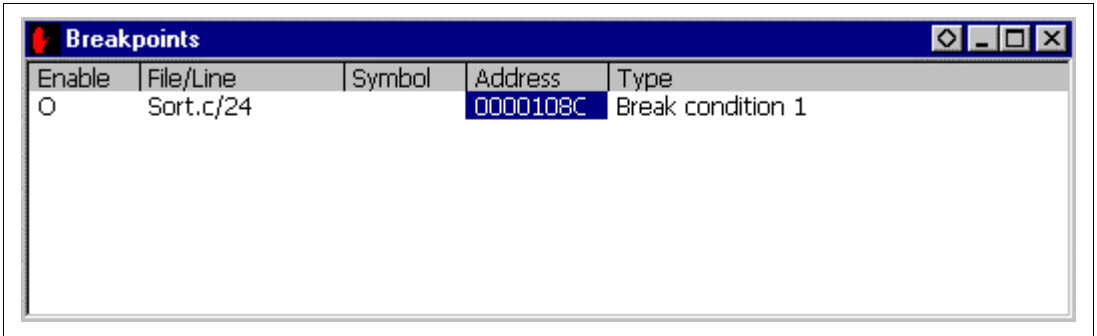 Breakpoints
Enable File/Line Symbol Address Type
O Sort.c/24 0000108C Break condition 1